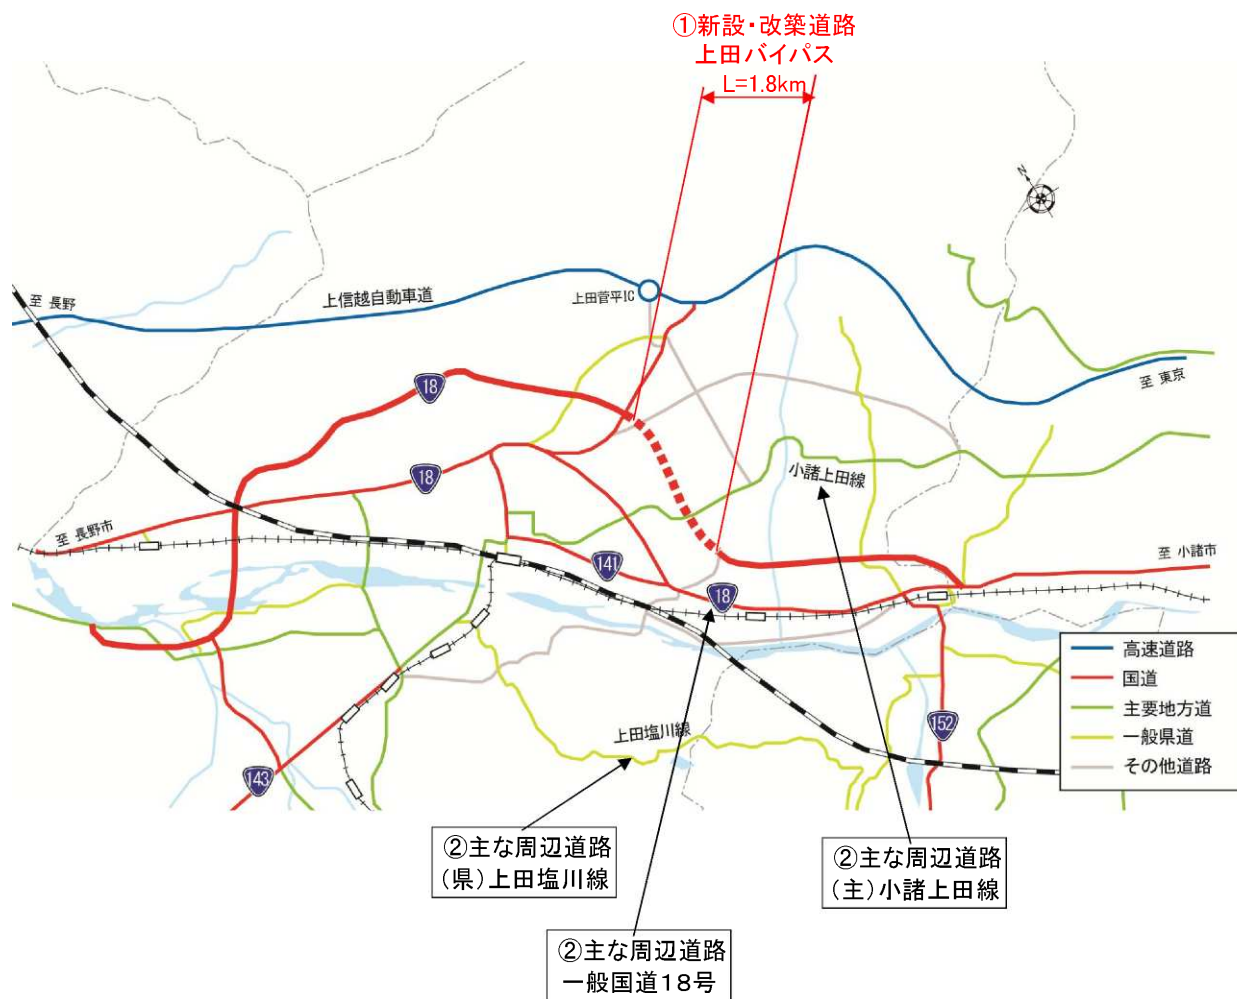 ①新設・改築道路
上田バイパス
L=1.8km
N
至 長野
上信越自動車道
上田菅平IC
至 東京
18
18
小諸上田線
至 長野市
141
18
至 小諸市
上田塩川線
152
143
高速道路
国道
主要地方道
一般県道
その他道路
②主な周辺道路
(県)上田塩川線
②主な周辺道路
(主)小諸上田線
②主な周辺道路
一般国道18号